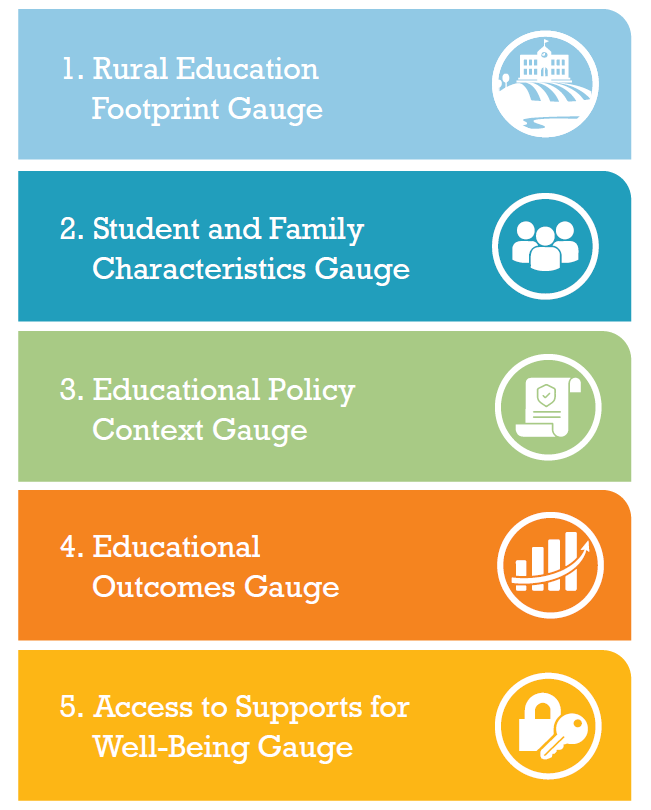 1. Rural Education
Footprint Gauge
2. Student and Family
Characteristics Gauge
3. Educational Policy
Context Gauge
4. Educational
Outcomes Gauge
5. Access to Supports for
Well-Being Gauge